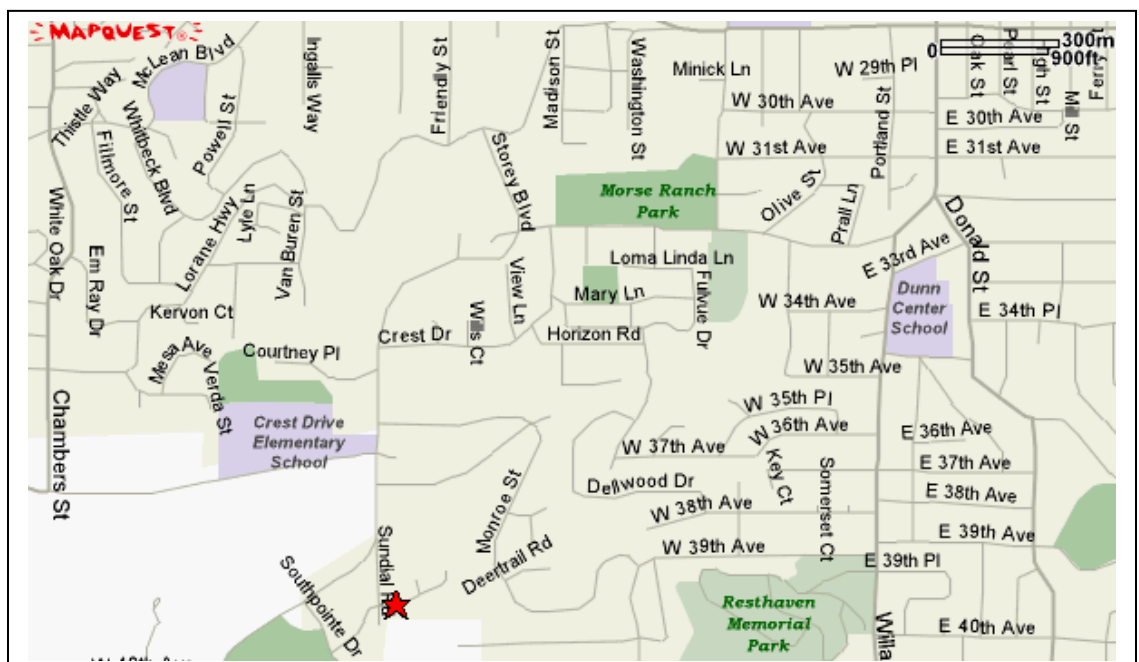 MAPQUEST
300m
0
900ft
McLean Blvd
Thistle Way
Whitbeck Blvd
Fillmore St
Powell St
Ingalls Way
Friendly St
Madison St
Washington St
Minick Ln
W 29th Pl
W 30th Ave
W 31st Ave
Portland St
Oak St
Pearl St
Mill St
E 30th Ave
E 31st Ave
White Oak Dr
Em Ray Dr
Lorane Hwy
Lyle Ln
Van Buren St
Storey Blvd
Morse Ranch
Park
Olive St
Prall Ln
Donald St
E 33rd Ave
Loma Linda Ln
Fulvue Dr
View Ln
Mary Ln
W 34th Ave
Dunn
Center
School
E 34th Pl
Kervon Ct
Crest Dr
Wills Ct
Horizon Rd
Mesa Ave
Verda St
Courtney Pl
W 35th Ave
Chambers St
Crest Drive
Elementary
School
W 35th Pl
W 36th Ave
W 37th Ave
E 36th Ave
E 37th Ave
Key Ct
Somerset Ct
Monroe St
Dellwood Dr
W 38th Ave
E 38th Ave
W 39th Ave
E 39th Ave
E 39th Pl
Sundial Rd
Deertrail Rd
Southpointe Dr
Resthaven
Memorial
Park
Willa
E 40th Ave